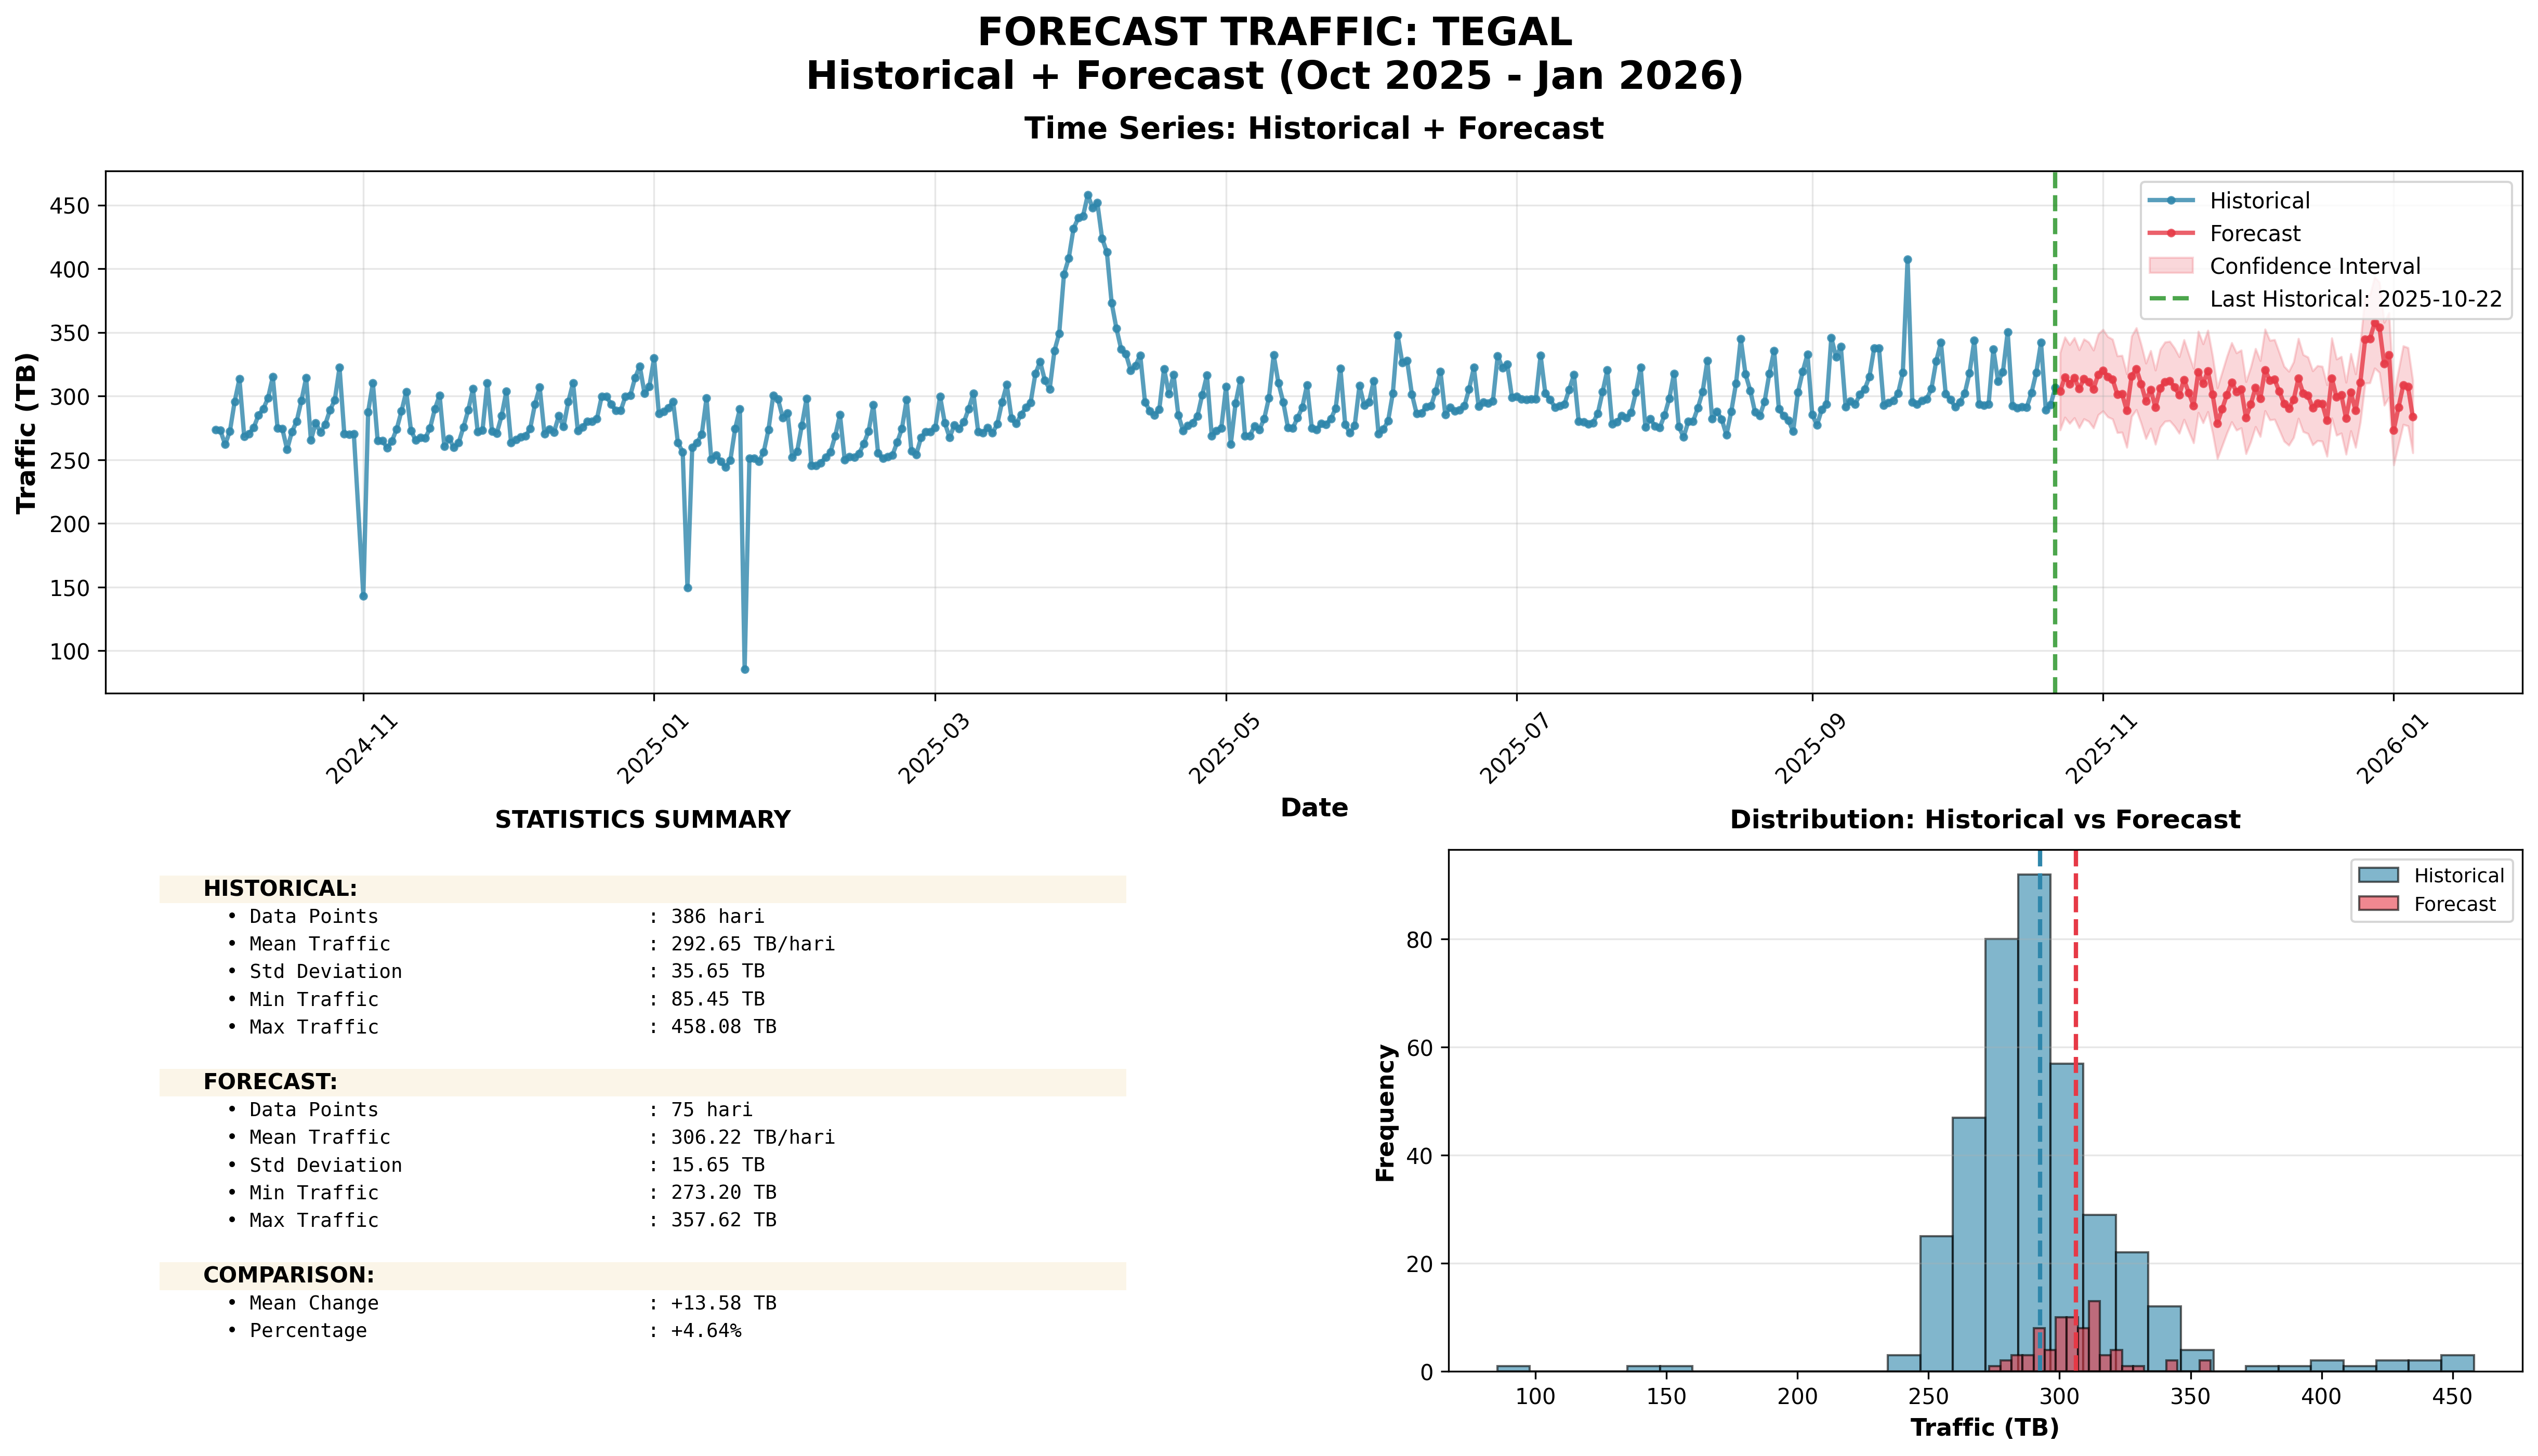 FORECAST TRAFFIC: TEGAL
Historical + Forecast (Oct 2025 - Jan 2026)
Time Series: Historical + Forecast
Traffic (TB)
450
400
350
300
250
200
150
100
Historical
Forecast
Confidence Interval
Last Historical: 2025-10-22
2024-11
2025-01
2025-03
2025-05
2025-07
2025-09
2025-11
2026-01
Date
STATISTICS SUMMARY
HISTORICAL:
• Data Points : 386 hari
• Mean Traffic : 292.65 TB/hari
• Std Deviation : 35.65 TB
• Min Traffic : 85.45 TB
• Max Traffic : 458.08 TB
FORECAST:
• Data Points : 75 hari
• Mean Traffic : 306.22 TB/hari
• Std Deviation : 15.65 TB
• Min Traffic : 273.20 TB
• Max Traffic : 357.62 TB
COMPARISON:
• Mean Change : +13.58 TB
• Percentage : +4.64%
Distribution: Historical vs Forecast
Historical
Forecast
Frequency
80
60
40
20
0
100
150
200
250
300
350
400
450
Traffic (TB)